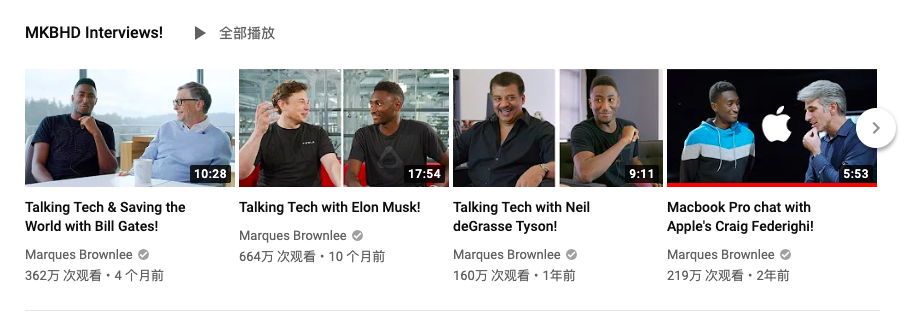 MKBHD Interviews! ▶ 全部播放
10:28
17:54
9:11
5:53
Talking Tech & Saving the
World with Bill Gates!
Marques Brownlee
362万 次观看・4 个月前
Talking Tech with Elon Musk!
Marques Brownlee
664万 次观看・10 个月前
Talking Tech with Neil
deGrasse Tyson!
Marques Brownlee
160万 次观看・1年前
Macbook Pro chat with
Apple's Craig Federighi!
Marques Brownlee
219万 次观看・2年前